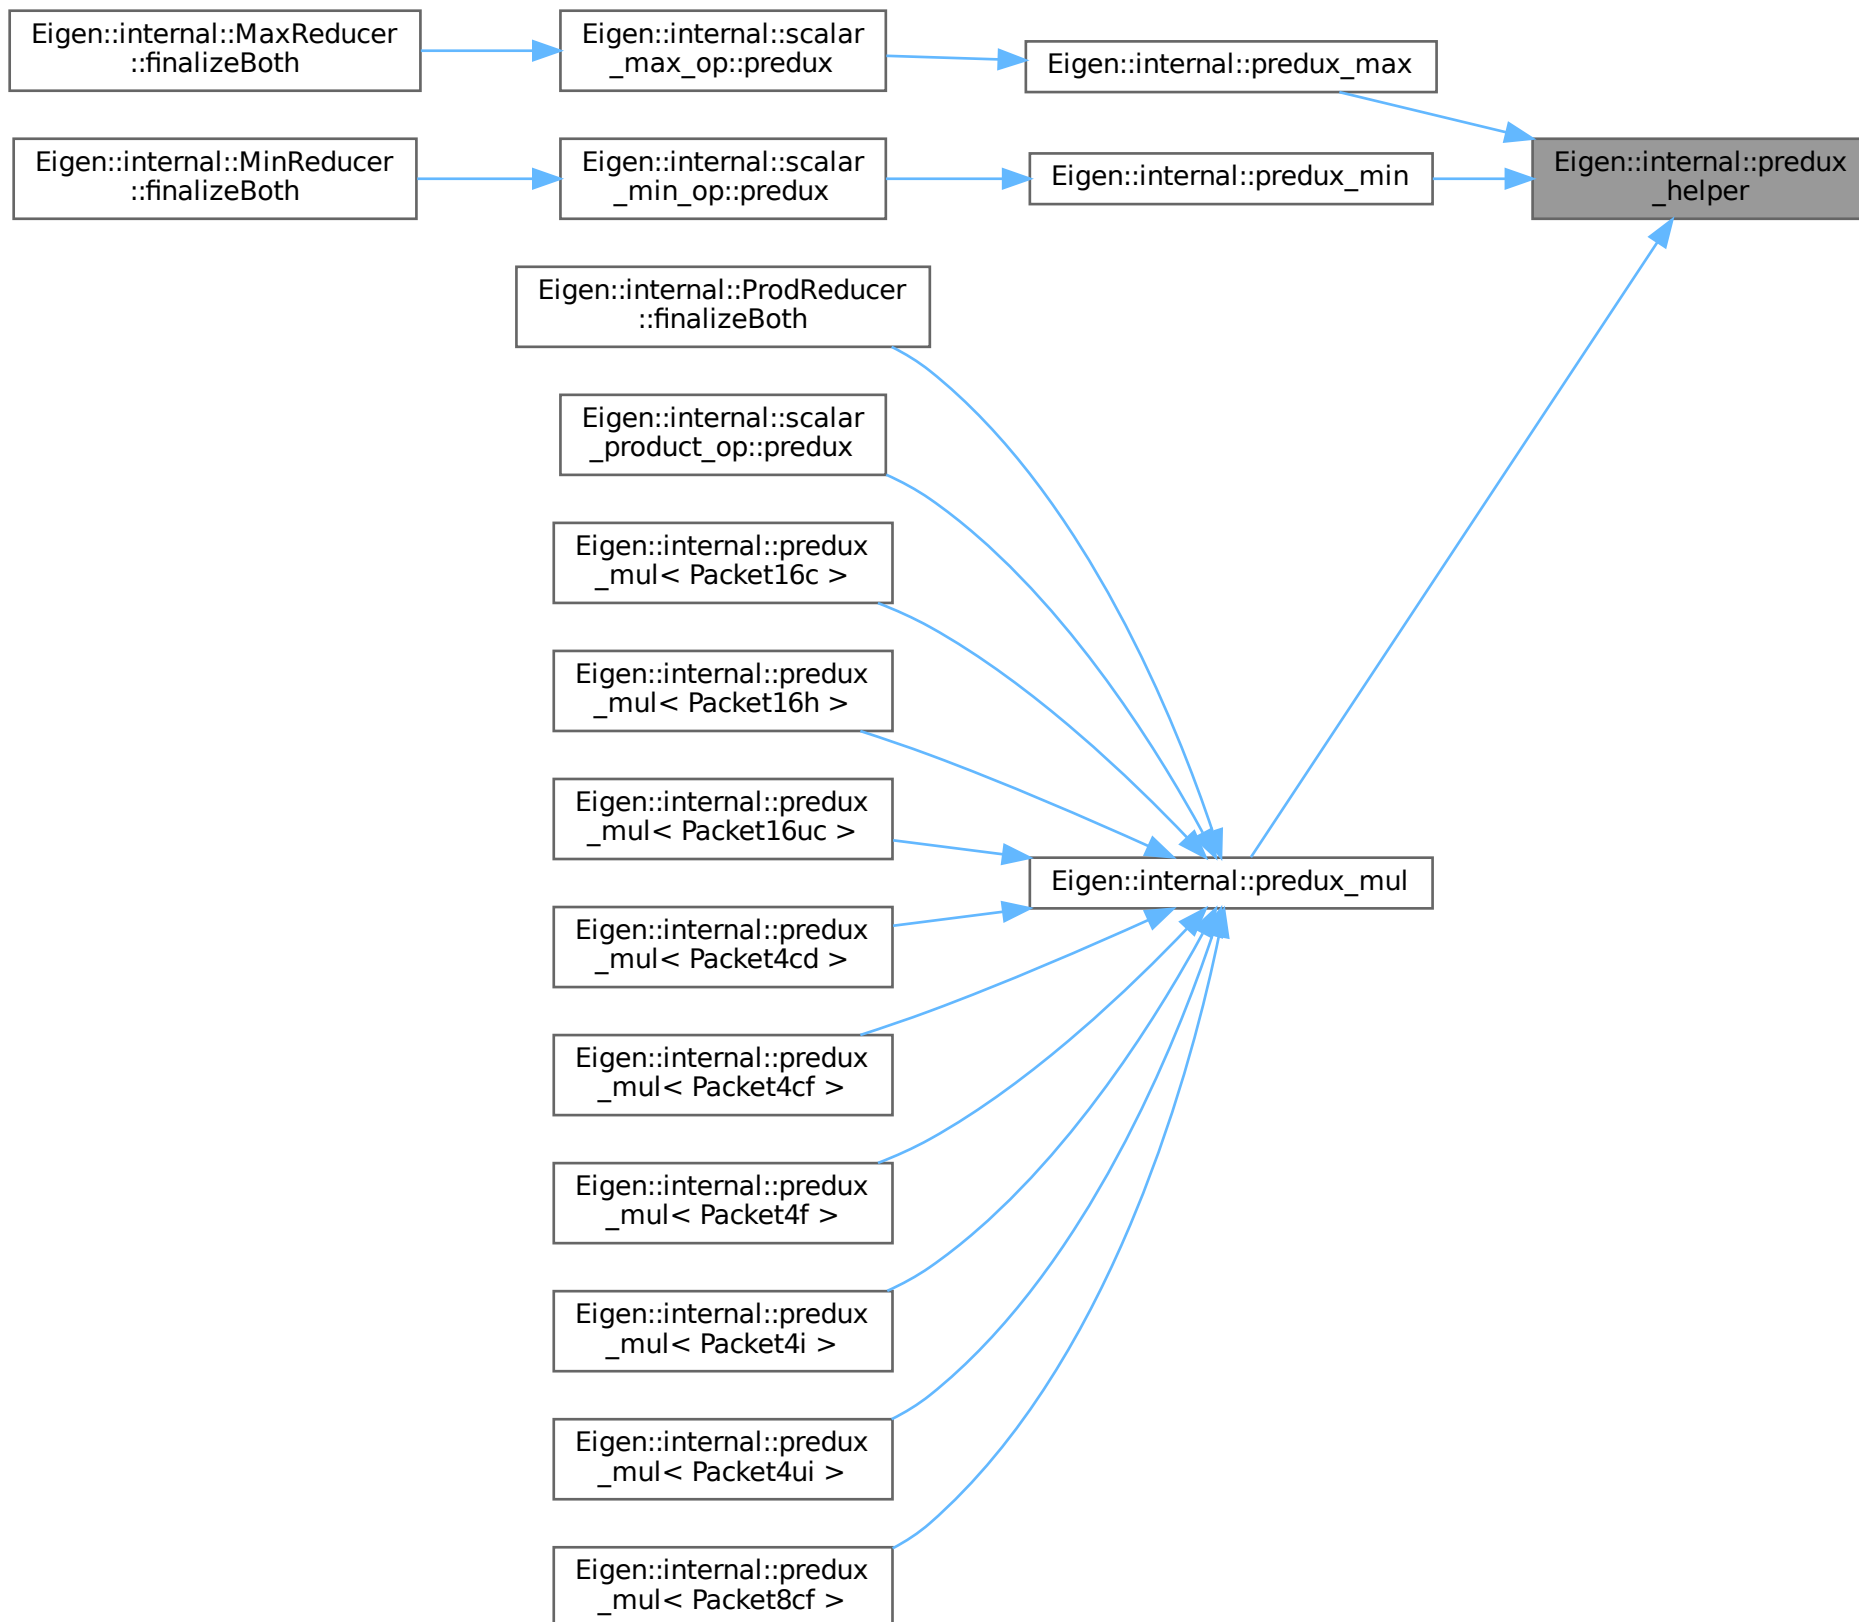 Eigen::internal::MaxReducer
::finalizeBoth
Eigen::internal::scalar
_max_op::predux
Eigen::internal::predux_max
Eigen::internal::MinReducer
::finalizeBoth
Eigen::internal::scalar
_min_op::predux
Eigen::internal::predux_min
Eigen::internal::predux
_helper
Eigen::internal::ProdReducer
::finalizeBoth
Eigen::internal::scalar
_product_op::predux
Eigen::internal::predux
_mul< Packet16c >
Eigen::internal::predux
_mul< Packet16h >
Eigen::internal::predux
_mul< Packet16uc >
Eigen::internal::predux_mul
Eigen::internal::predux
_mul< Packet4cd >
Eigen::internal::predux
_mul< Packet4cf >
Eigen::internal::predux
_mul< Packet4f >
Eigen::internal::predux
_mul< Packet4i >
Eigen::internal::predux
_mul< Packet4ui >
Eigen::internal::predux
_mul< Packet8cf >